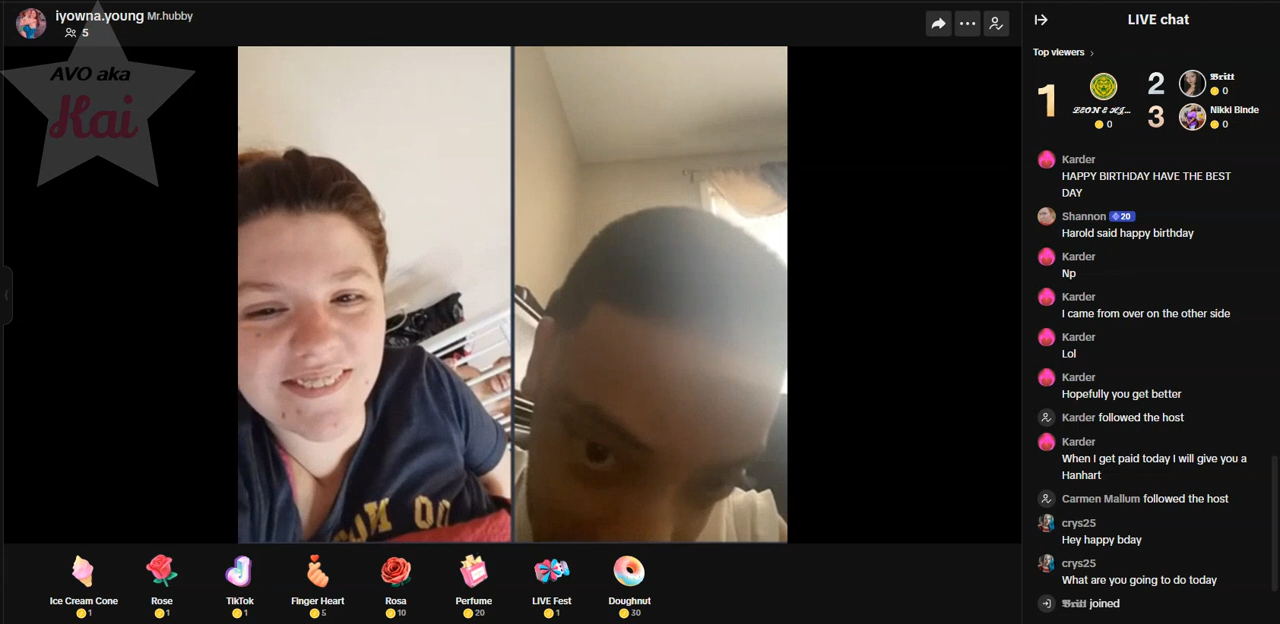 iyowna.young Mr.hubby
5
AVO aka
Kai
LIVE chat
Top viewers
1
LEON E
0
2
Britt
0
3
Nikki Binde
0
Karder
HAPPY BIRTHDAY HAVE THE BEST
DAY
Shannon 20
Harold said happy birthday
Karder
Np
Karder
I came from over on the other side
Karder
Lol
Karder
Hopefully you get better
Karder followed the host
Karder
When I get paid today I will give you a
Hanhart
Carmen Mallum followed the host
crys25
Hey happy bday
crys25
What are you going to do today
Britt joined
Ice Cream Cone
1
Rose
1
TikTok
1
Finger Heart
5
Rosa
10
Perfume
20
LIVE Fest
1
Doughnut
30